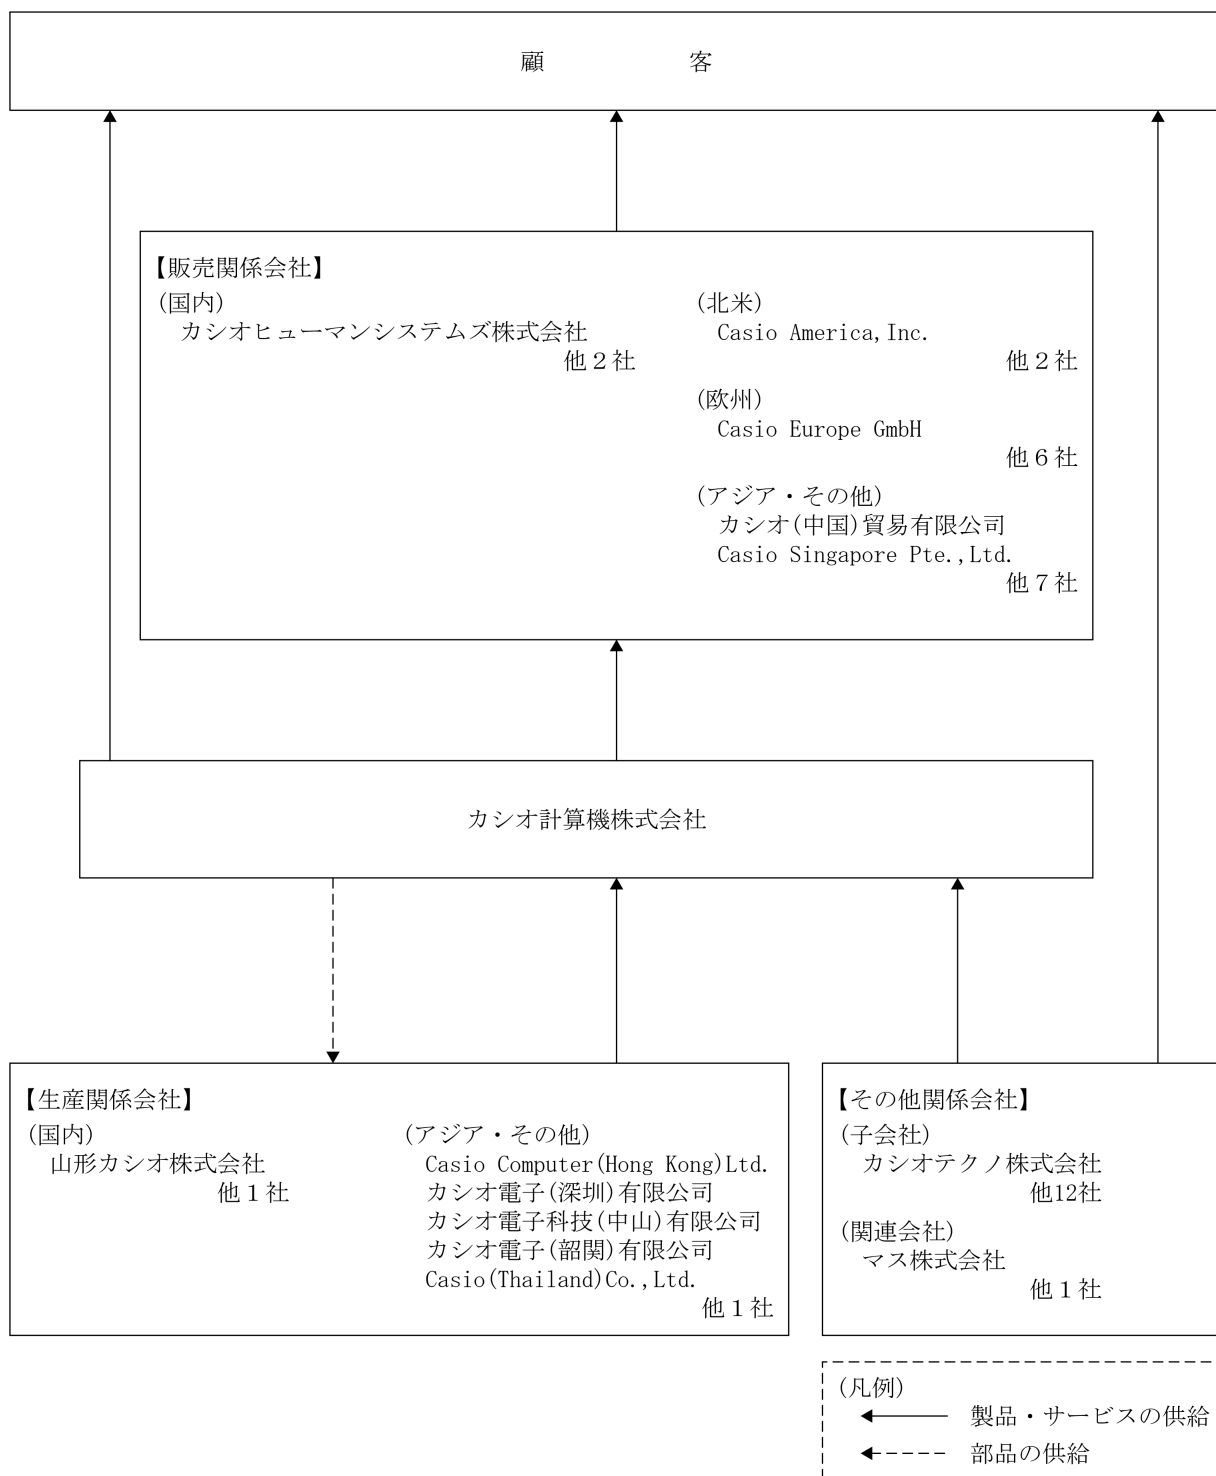 顧　　　客
【販売関係会社】
(国内)
カシオヒューマンシステムズ株式会社
他２社
(北米)
Casio America,Inc.
他２社
(欧州)
Casio Europe GmbH
他６社
(アジア・その他)
カシオ(中国)貿易有限公司
Casio Singapore Pte.,Ltd.
他７社
カシオ計算機株式会社
【生産関係会社】
(国内)
山形カシオ株式会社
他１社
(アジア・その他)
Casio Computer(Hong Kong)Ltd.
カシオ電子(深圳)有限公司
カシオ電子科技(中山)有限公司
カシオ電子(韶関)有限公司
Casio(Thailand)Co.,Ltd.
他１社
【その他関係会社】
(子会社)
カシオテクノ株式会社
他12社
(関連会社)
マス株式会社
他１社
(凡例)
製品・サービスの供給
部品の供給